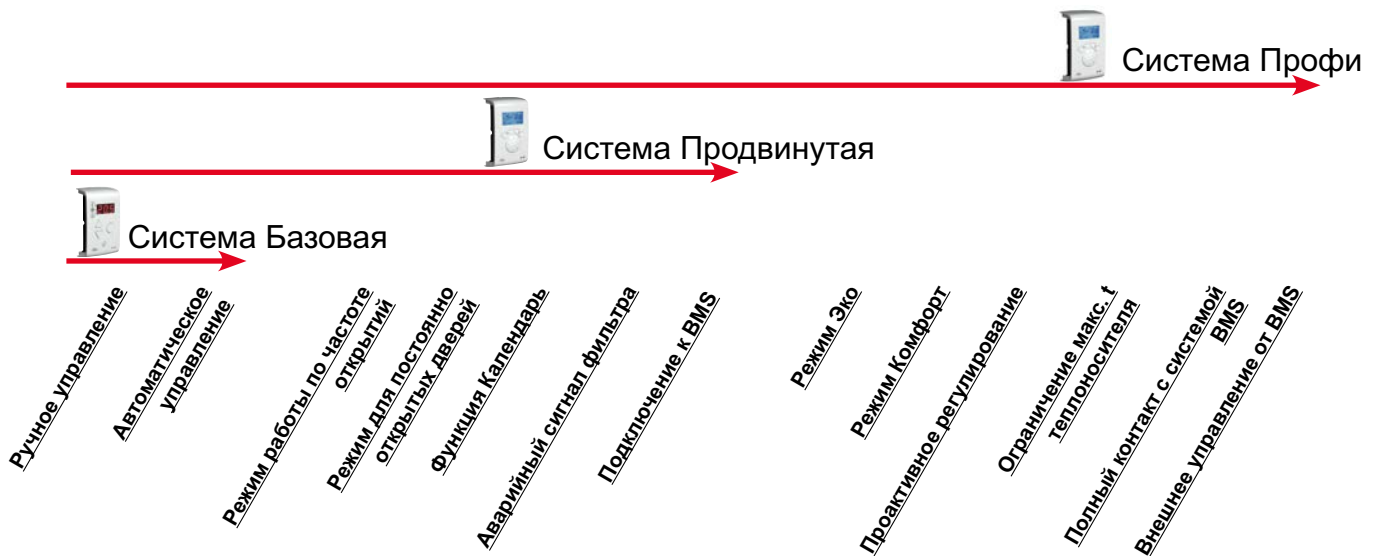 Система Профи
Система Продвинутая
Система Базовая
Ручное управление
Автоматическое
управление
Режим работы по частоте
открытий
Режим для постоянно
открытых дверей
Функция Календарь
Аварийный сигнал фильтра
Подключение к BMS
Режим Эко
Режим Комфорт
Проактивное регулирование
Ограничение макс. t
теплоносителя
Полный контакт с системой
BMS
Внешнее управление от BMS